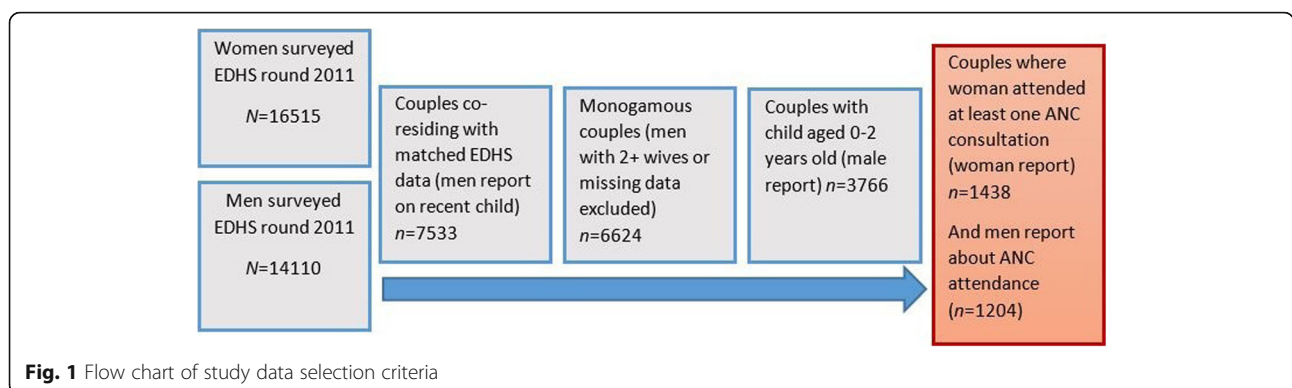 Women surveyed
EDHS round 2011
N=16515
Men surveyed
EDHS round 2011
N=14110
Couples co-
residing with
matched EDHS
data (men report
on recent child)
n=7533
Monogamous
couples (men
with 2+ wives or
missing data
excluded)
n=6624
Couples with
child aged 0-2
years old (male
report) n=3766
Couples where
woman attended
at least one ANC
consultation
(woman report)
n=1438
And men report
about ANC
attendance
(n=1204)
Fig. 1 Flow chart of study data selection criteria